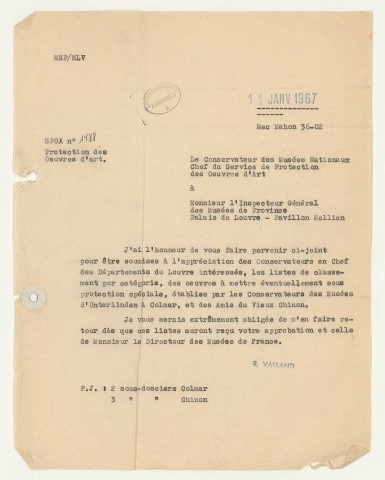 MNP/HLV
11 JANV 1967
Mac Mahon 36-02
SPOA n° 1488
Protection des
Oeuvres d'Art.
Le Conservateur des Musées Nationaux
Chef du Service de Protection
des Oeuvres d'Art
à
Monsieur l'Inspecteur Général
des Musées de Province
Palais du Louvre - Pavillon Mollien
J'ai l'honneur de vous faire parvenir ci-joint
pour être soumises à l'appréciation des Conservateurs en Chef
des Départements du Louvre intéressés, les listes de classe-
ment par catégorie, des oeuvres à mettre éventuellement sous
protection spéciale, établies par les Conservateurs des Musées
d'Unterlinden à Colmar, et des Amis du Vieux Chinon.
Je vous serais extrêmement obligée de m'en faire re-
tour dès que ces listes auront reçu votre approbation et celle
de Monsieur le Directeur des Musées de France.
R. VALLAND
P.J. : 2 sous-dossiers Colmar
3 " " Chinon